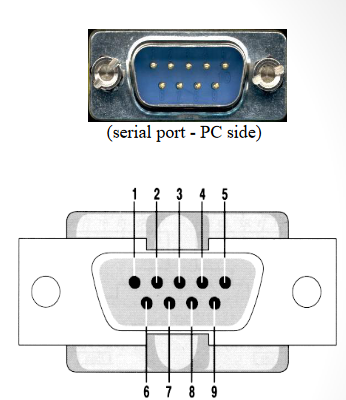 (serial port - PC side)
1 2 3 4 5
6 7 8 9